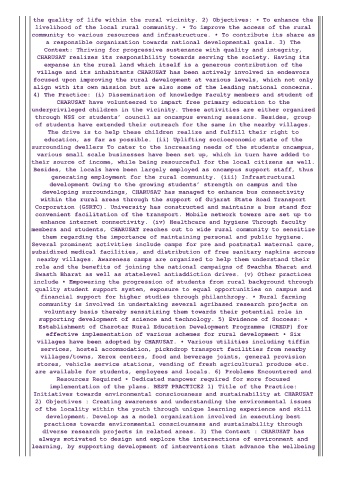 the quality of life within the rural vicinity. 2) Objectives: • To enhance the
livelihood of the local rural community. • To improve the access of the rural
community to various resources and infrastructure. • To contribute its share as
a responsible organisation towards national developmental goals. 3) The
Context: Thriving for progressive sustenance with quality and integrity,
CHARUSAT realizes its responsibility towards serving the society. Having its
expanse in the rural land which itself is a generous contribution of the
village and its inhabitants CHARUSAT has been actively involved in endeavors
focused upon improving the rural development at various levels, which not only
align with its own mission but are also some of the leading national concerns.
4) The Practice: (i) Dissemination of knowledge Faculty members and student of
CHARUSAT have volunteered to impart free primary education to the
underprivileged children in the vicinity. These activities are either organized
through NSS or students' council as oncampus evening sessions. Besides, group
of students have extended their outreach for the same in the nearby villages.
The drive is to help these children realize and fulfill their right to
education, as far as possible. (ii) Uplifting socioeconomic state of the
surrounding dwellers To cater to the increasing needs of the students oncampus,
various small scale businesses have been set up, which in turn have added to
their source of income, while being resourceful for the local citizens as well.
Besides, the locals have been largely employed as oncampus support staff, thus
generating employment for the rural community. (iii) Infrastructural
development Owing to the growing students' strength on campus and the
developing surroundings, CHARUSAT has managed to enhance bus connectivity
within the rural areas through the support of Gujarat State Road Transport
Corporation (GSRTC). University has constructed and maintains a bus stand for
convenient facilitation of the transport. Mobile network towers are set up to
enhance internet connectivity. (iv) Healthcare and hygiene Through faculty
members and students, CHARUSAT reaches out to wide rural community to sensitize
them regarding the importance of maintaining personal and public hygiene.
Several prominent activities include camps for pre and postnatal maternal care,
subsidized medical facilities, and distribution of free sanitary napkins across
nearby villages. Awareness camps are organized to help them understand their
role and the benefits of joining the national campaigns of Swachha Bharat and
Swasth Bharat as well as statelevel antiaddiction drives. (v) Other practices
include • Empowering the progression of students from rural background through
quality student support system, exposure to equal opportunities on campus and
financial support for higher studies through philanthropy. • Rural farming
community is involved in undertaking several agribased research projects on
voluntary basis thereby sensitising them towards their potential role in
supporting development of science and technology. 5) Evidence of Success: •
Establishment of Charotar Rural Education Development Programme (CREDP) for
effective implementation of various schemes for rural development • Six
villages have been adopted by CHARUSAT. • Various utilities including tiffin
services, hostel accommodation, pickndrop transport facilities from nearby
villages/towns, Xerox centers, food and beverage joints, general provision
stores, vehicle service stations, vending of fresh agricultural produce etc.
are available for students, employees and locals. 6) Problems Encountered and
Resources Required • Dedicated manpower required for more focused
implementation of the plans. BEST PRACTICE2 1) Title of the Practice:
Initiatives towards environmental consciousness and sustainability at CHARUSAT
2) Objectives : Creating awareness and understanding the environmental issues
of the locality within the youth through unique learning experience and skill
development. Develop as a model organization involved in executing best
practices towards environmental consciousness and sustainability through
diverse research projects in related areas. 3) The Context : CHARUSAT has
always motivated to design and explore the intersections of environment and
learning, by supporting development of interventions that advance the wellbeing